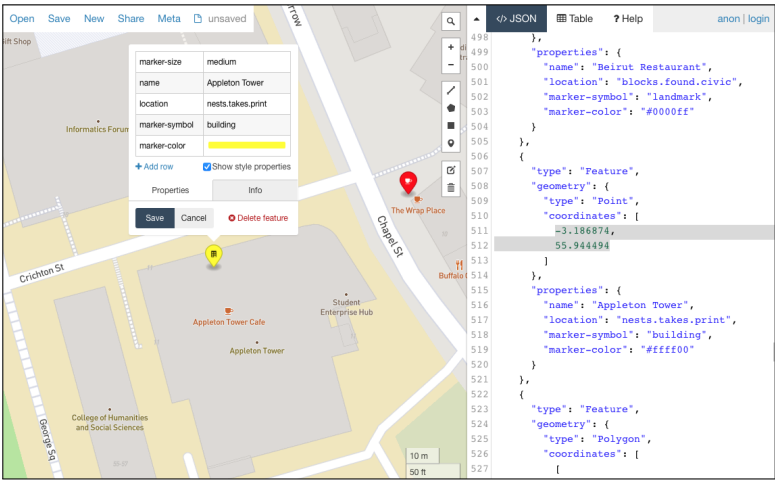 Open Save New Share Meta unsaved
Gift Shop
marker-size medium
name Appleton Tower
location nests.takes.print
marker-symbol building
marker-color
+ Add row Show style properties
Properties Info
Save Cancel Delete feature
Informatics Forum
The Wrap Place
Chapel St
Buffalo
Crichton St
Appleton Tower Cafe
Student
Enterprise Hub
Appleton Tower
College of Humanities
and Social Sciences
George Sq
10 m
50 ft
+
-
</> JSON Table ? Help anon | login
498 },
499 "properties": {
500 "name": "Beirut Restaurant",
501 "location": "blocks.found.civic",
502 "marker-symbol": "landmark",
503 "marker-color": "#0000ff"
504 }
505 },
506 {
507 "type": "Feature",
508 "geometry": {
509 "type": "Point",
510 "coordinates": [
511 -3.186874,
512 55.944494
513 ]
514 },
515 "properties": {
516 "name": "Appleton Tower",
517 "location": "nests.takes.print",
518 "marker-symbol": "building",
519 "marker-color": "#ffff00"
520 }
521 },
522 {
523 "type": "Feature",
524 "geometry": {
525 "type": "Polygon",
526 "coordinates": [
527 [